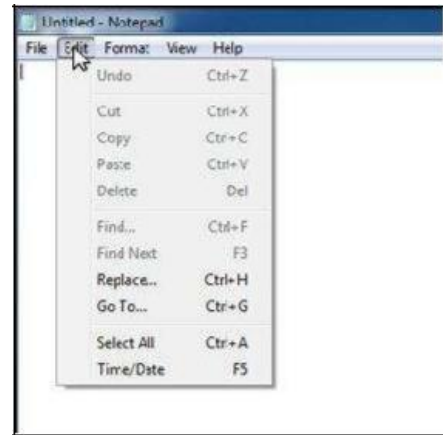 Untitled - Notepad
File Edit Format View Help
Undo Ctrl+Z
Cut Ctrl+X
Copy Ctrl+C
Paste Ctrl+V
Delete Del
Find... Ctrl+F
Find Next F3
Replace... Ctrl+H
Go To... Ctrl+G
Select All Ctrl+A
Time/Date F5